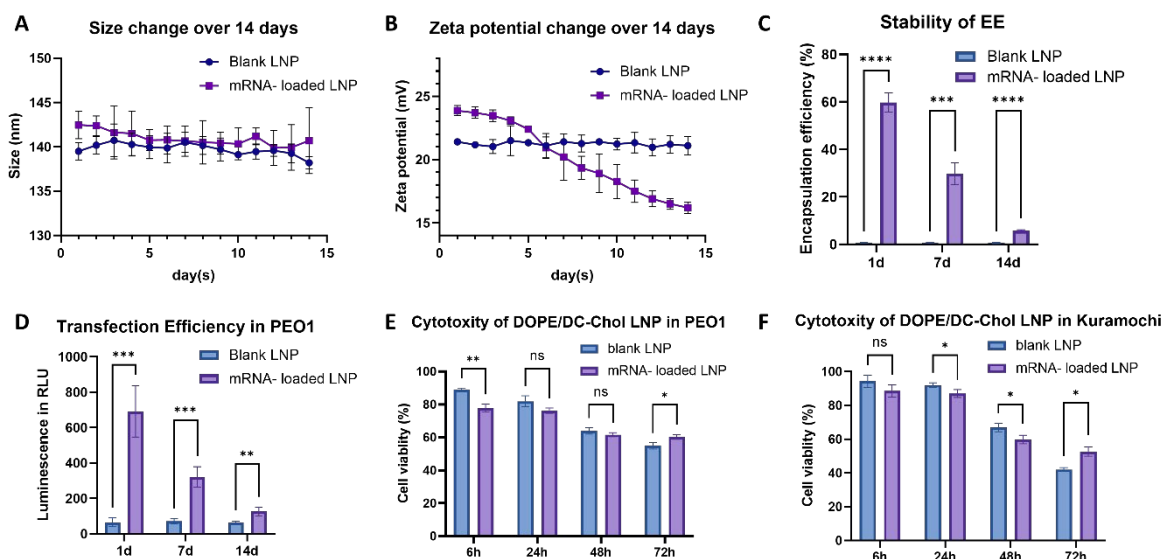 A
Size change over 14 days
Blank LNP
mRNA- loaded LNP
Size (nm)
150
145
140
135
130
0
5
10
15
day(s)
B
Zeta potential change over 14 days
Blank LNP
mRNA- loaded LNP
Zeta potential (mV)
27
24
21
18
15
0
5
10
15
day(s)
C
Stability of EE
Blank LNP
mRNA- loaded LNP
Encapsulation efficiency (%)
80
60
40
20
0
****
***
****
1d
7d
14d
D
Transfection Efficiency in PEO1
Blank LNP
mRNA- loaded LNP
Luminescence in RLU
1000
800
600
400
200
0
***
***
**
1d
7d
14d
E
Cytotoxity of DOPE/DC-Chol LNP in PEO1
blank LNP
mRNA- loaded LNP
Cell viablity (%)
100
80
60
40
20
0
**
ns
ns
*
6h
24h
48h
72h
F
Cytotoxity of DOPE/DC-Chol LNP in Kuramochi
blank LNP
mRNA- loaded LNP
Cell viablity (%)
100
80
60
40
20
0
ns
*
*
*
6h
24h
48h
72h